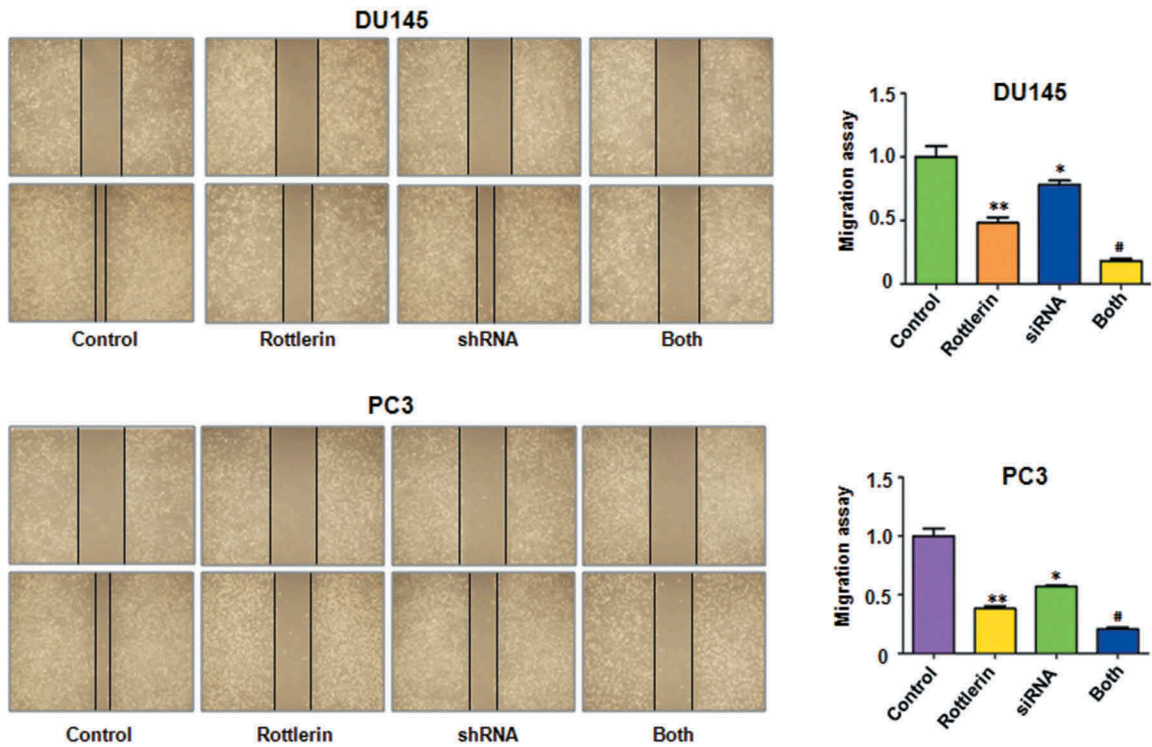 DU145
Control Rottlerin shRNA Both
DU145
Migration assay
1.5
1.0
0.5
0
**
*
#
Control Rottlerin siRNA Both
PC3
Control Rottlerin shRNA Both
PC3
Migration assay
1.5
1.0
0.5
0
**
*
#
Control Rottlerin siRNA Both